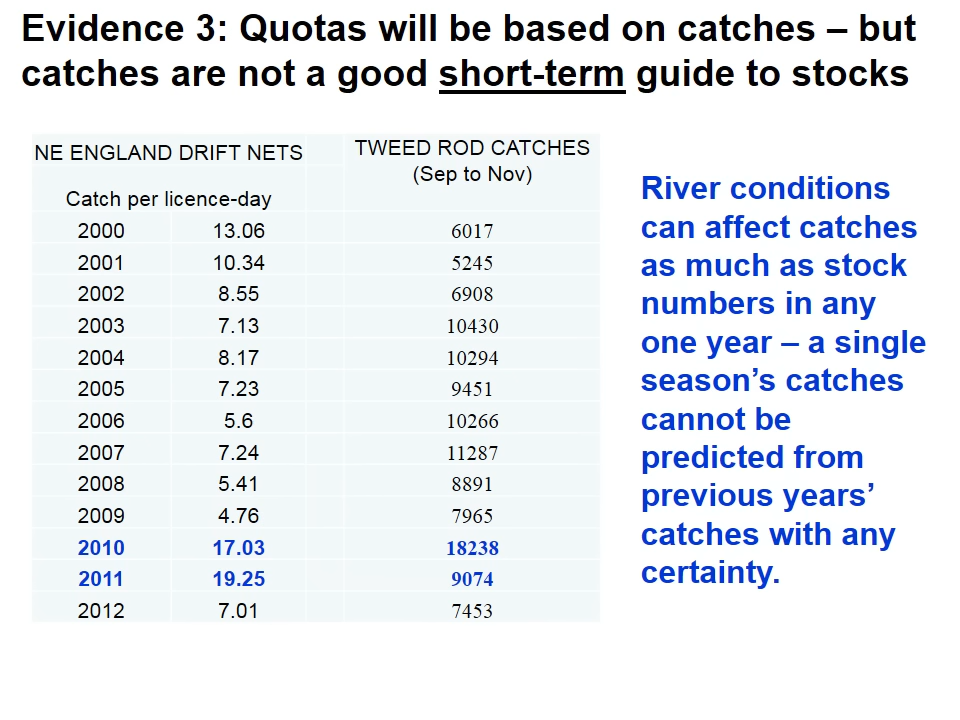 Evidence 3: Quotas will be based on catches – but
catches are not a good short-term guide to stocks
NE ENGLAND DRIFT NETS TWEED ROD CATCHES
(Sep to Nov)
Catch per licence-day
2000 13.06 6017
2001 10.34 5245
2002 8.55 6908
2003 7.13 10430
2004 8.17 10294
2005 7.23 9451
2006 5.6 10266
2007 7.24 11287
2008 5.41 8891
2009 4.76 7965
2010 17.03 18238
2011 19.25 9074
2012 7.01 7453
River conditions
can affect catches
as much as stock
numbers in any
one year – a single
season’s catches
cannot be
predicted from
previous years’
catches with any
certainty.